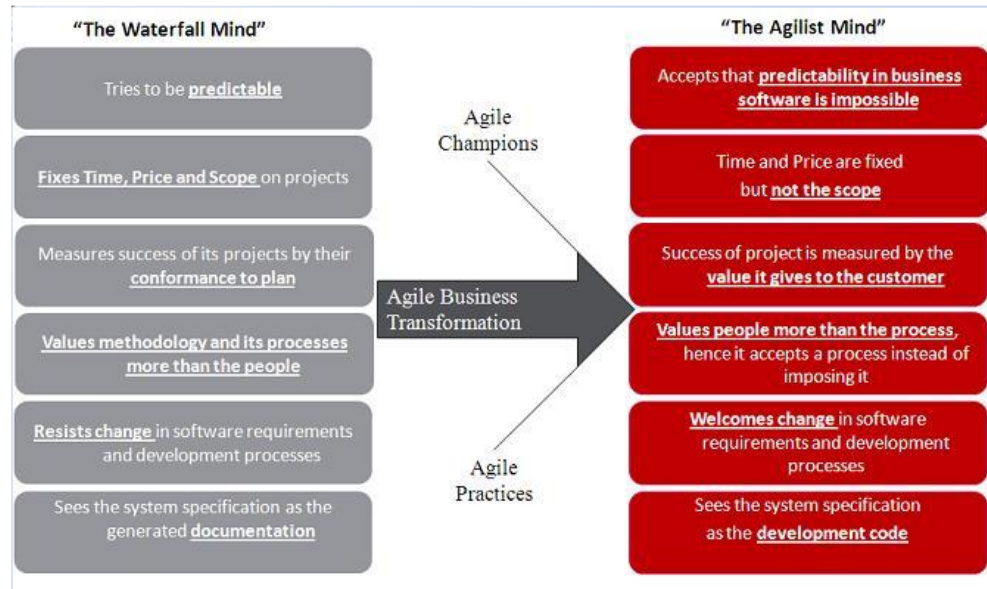 “The Waterfall Mind”
Tries to be predictable
Fixes Time, Price and Scope on projects
Measures success of its projects by their
conformance to plan
Values methodology and its processes
more than the people
Resists change in software requirements
and development processes
Sees the system specification as the
generated documentation
Agile
Champions
Agile Business
Transformation
Agile
Practices
“The Agilist Mind”
Accepts that predictability in business
software is impossible
Time and Price are fixed
but not the scope
Success of project is measured by the
value it gives to the customer
Values people more than the process,
hence it accepts a process instead of
imposing it
Welcomes change in software
requirements and development
processes
Sees the system specification
as the development code